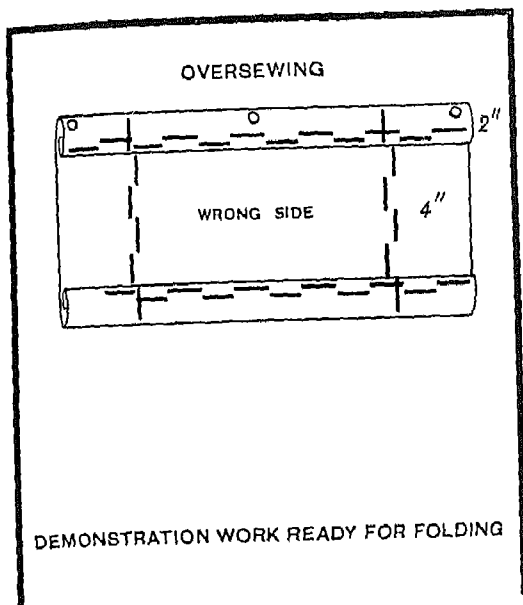 OVERSEWING
2"
WRONG SIDE
4"
DEMONSTRATION WORK READY FOR FOLDING